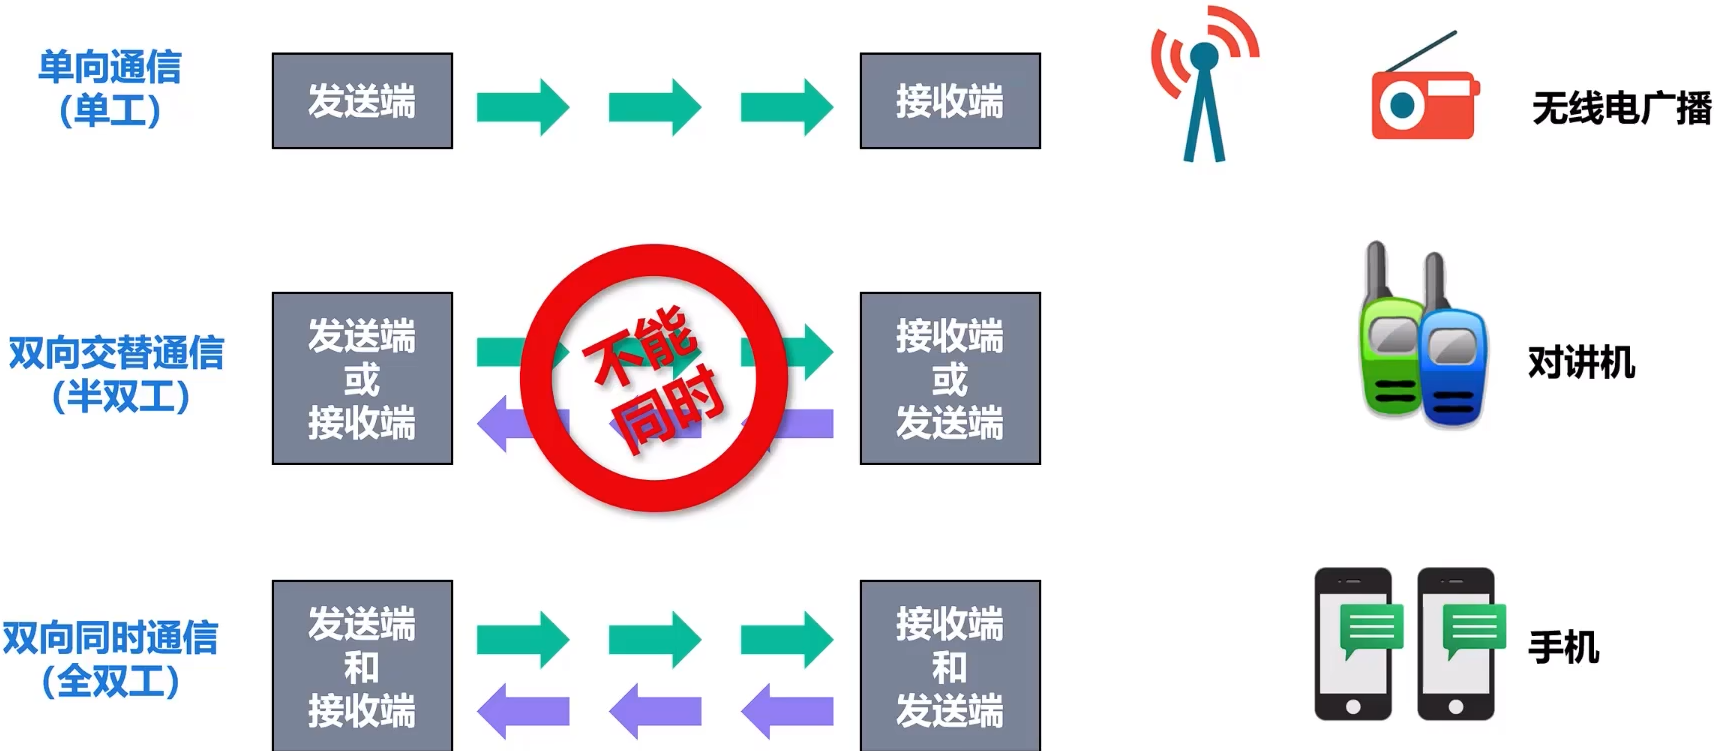 单向通信
（单工）
发送端
接收端
无线电广播
双向交替通信
（半双工）
发送端
或
接收端
不能
同时
接收端
或
发送端
对讲机
双向同时通信
（全双工）
发送端
和
接收端
接收端
和
发送端
手机